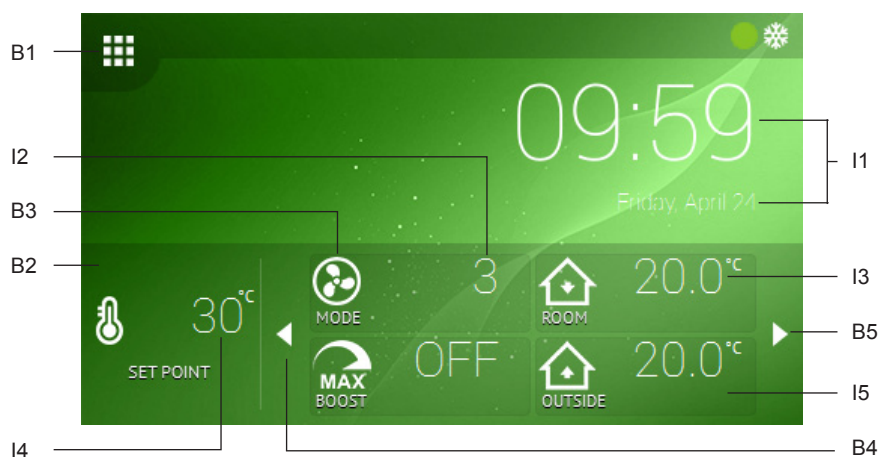 B1
09:59
I1
I2
Friday, April 24
B3
B2
3
20.0°C
I3
30°C
MODE
ROOM
B5
SET POINT
OFF
20.0°C
MAX
BOOST
OUTSIDE
I5
I4
B4